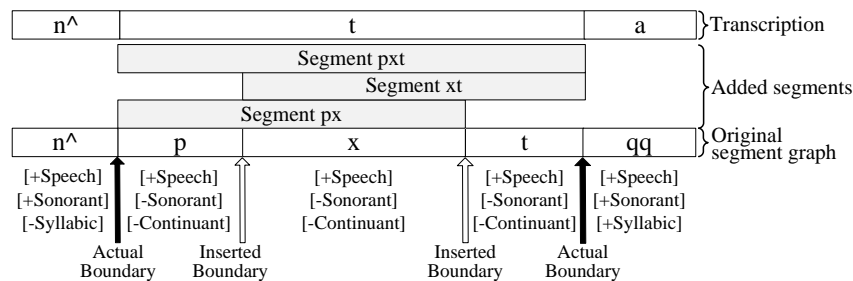 n^ t a Transcription
Segment pxt
Segment xt
Segment px
Added segments
n^ p x t qq
Original
segment graph
[+Speech] [+Speech] [+Speech] [+Speech] [+Speech]
[+Sonorant] [-Sonorant] [-Sonorant] [-Sonorant] [+Sonorant]
[-Syllabic] [-Continuant] [-Continuant] [-Continuant] [+Syllabic]
Actual Inserted Inserted Actual
Boundary Boundary Boundary Boundary